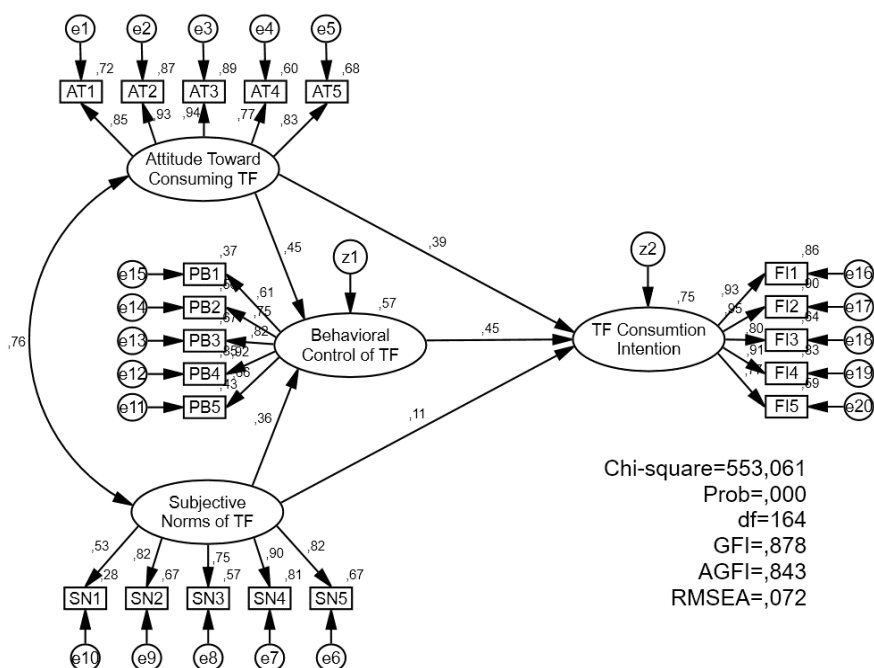 e1 e2 e3 e4 e5
,72 ,87 ,89 ,60 ,68
AT1 AT2 AT3 AT4 AT5
,85 ,93 ,94 ,77 ,83
Attitude Toward
Consuming TF
,45
,39
,76
z1
z2
,37
e15 PB1
,61
e14 PB2
,75
e13 PB3
,82
e12 PB4
,92
e11 PB5
,43
,57
Behavioral
Control of TF
,45
,75
TF Consumtion
Intention
,86
,93 FI1 e16
,90
,95 FI2 e17
,64
,80 FI3 e18
,83
,91 FI4 e19
,59
FI5 e20
,36
,11
Subjective
Norms of TF
,53 ,82 ,75 ,90 ,82
,28 ,67 ,57 ,81 ,67
SN1 SN2 SN3 SN4 SN5
e10 e9 e8 e7 e6
Chi-square=553,061
Prob=,000
df=164
GFI=,878
AGFI=,843
RMSEA=,072